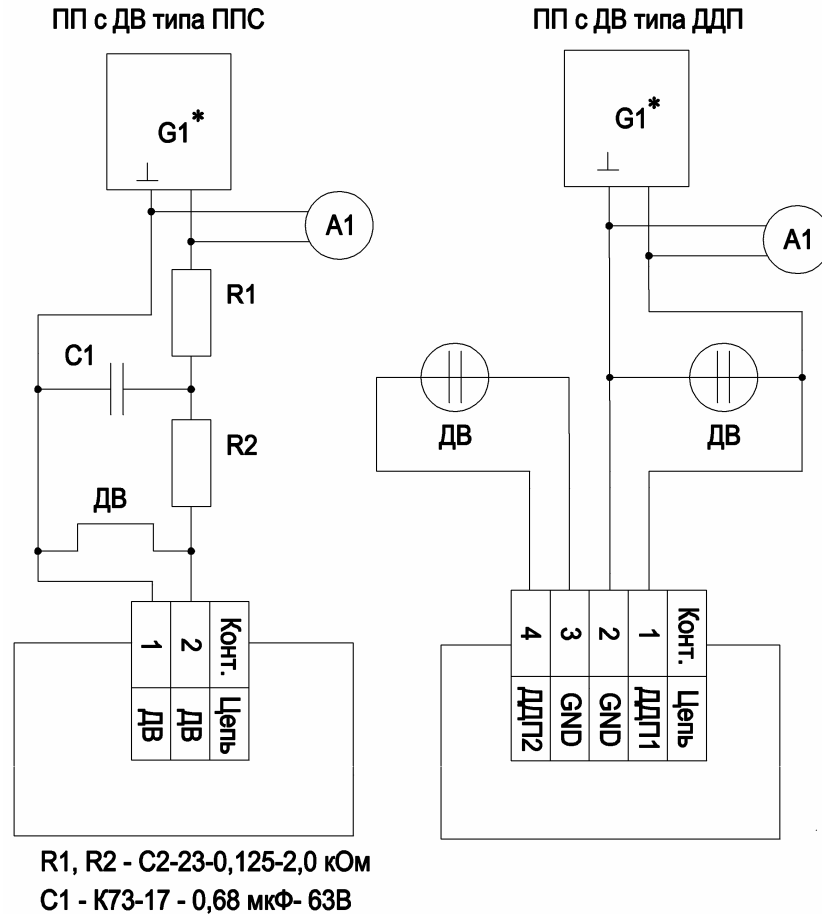 ПП с ДВ типа ППС
G1*
А1
R1
C1
R2
ДВ
1
2
Конт.
ДВ
ДВ
Цепь
R1, R2 - С2-23-0,125-2,0 кОм
С1 - К73-17 - 0,68 мкФ- 63В
ПП с ДВ типа ДДП
G1*
А1
ДВ
ДВ
4
3
2
1
Конт.
ДДП2
GND
GND
ДДП1
Цепь